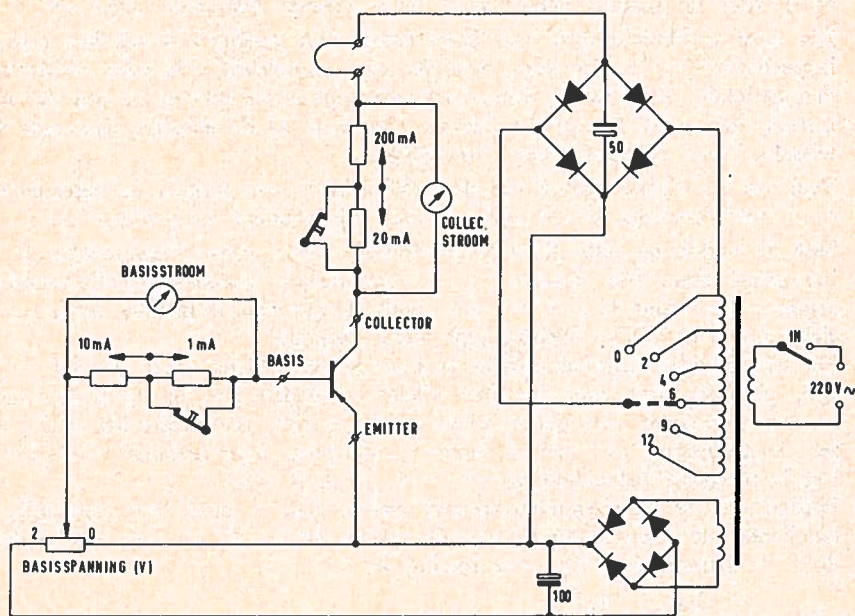 50
200 mA
20 mA
COLLEC.
STROOM
BASISSTROOM
COLLECTOR
10 mA
1 mA
BASIS
EMITTER
0
2
4
6
9
12
IN
220 V ~
2
0
BASISSPANNING (V)
100